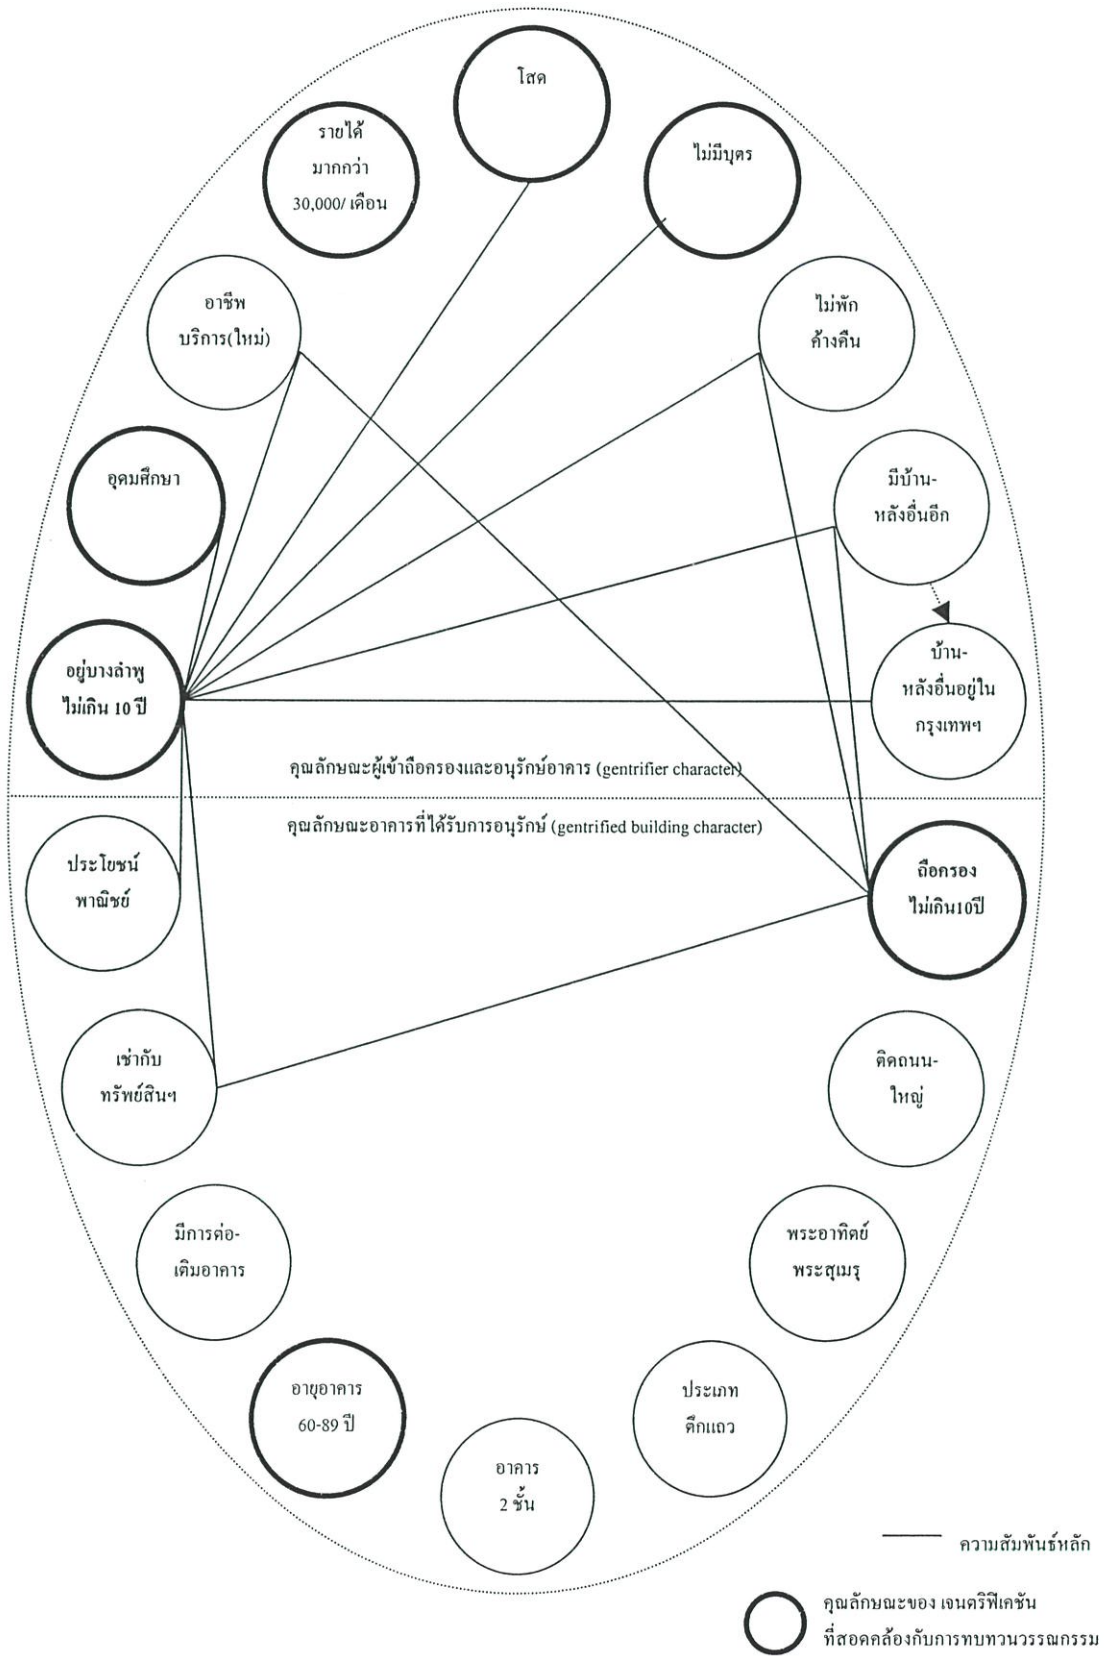 โสด
รายได้
มากกว่า
30,000/ เดือน
ไม่มีบุตร
อาชีพ
บริการ(ใหม่)
ไม่พัก
ค้างคืน
อุดมศึกษา
มีบ้าน-
หลังอื่นอีก
อยู่บางลำพู
ไม่เกิน 10 ปี
บ้าน-
หลังอื่นอยู่ใน
กรุงเทพฯ
คุณลักษณะผู้เข้าถือครองและอนุรักษ์อาคาร (gentrifier character)
คุณลักษณะอาคารที่ได้รับการอนุรักษ์ (gentrified building character)
ประโยชน์
พาณิชย์
ถือครอง
ไม่เกิน10ปี
เช่ากับ
ทรัพย์สินฯ
ติดถนน-
ใหญ่
มีการต่อ-
เติมอาคาร
พระอาทิตย์
พระสุเมรุ
อายุอาคาร
60-89 ปี
ประเภท
ตึกแถว
อาคาร
2 ชั้น
ความสัมพันธ์หลัก
คุณลักษณะของ เจนตริฟิเคชัน
ที่สอดคล้องกับการทบทวนวรรณกรรม